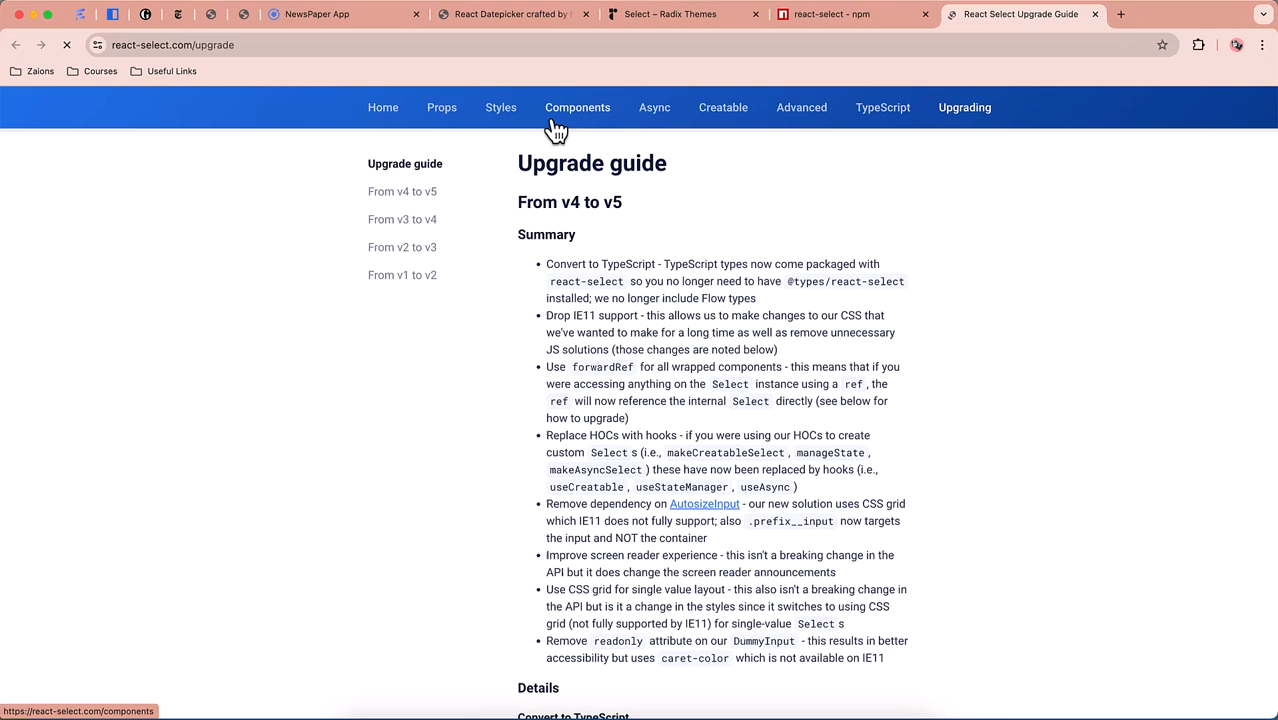 NewsPaper App
React Datepicker crafted by
Select – Radix Themes
react-select - npm
React Select Upgrade Guide
react-select.com/upgrade
Zaions
Courses
Useful Links
Home
Props
Styles
Components
Async
Creatable
Advanced
TypeScript
Upgrading
Upgrade guide
From v4 to v5
From v3 to v4
From v2 to v3
From v1 to v2
Upgrade guide
From v4 to v5
Summary
Convert to TypeScript - TypeScript types now come packaged with
react-select so you no longer need to have @types/react-select
installed; we no longer include Flow types
Drop IE11 support - this allows us to make changes to our CSS that
we've wanted to make for a long time as well as remove unnecessary
JS solutions (those changes are noted below)
Use forwardRef for all wrapped components - this means that if you
were accessing anything on the Select instance using a ref, the
ref will now reference the internal Select directly (see below for
how to upgrade)
Replace HOCs with hooks - if you were using our HOCs to create
custom Select s (i.e., makeCreatableSelect, manageState,
makeAsyncSelect) these have now been replaced by hooks (i.e.,
useCreatable, useStateManager, useAsync)
Remove dependency on AutosizeInput - our new solution uses CSS grid
which IE11 does not fully support; also .prefix__input now targets
the input and NOT the container
Improve screen reader experience - this isn't a breaking change in the
API but it does change the screen reader announcements
Use CSS grid for single value layout - this also isn't a breaking change in
the API but is it a change in the styles since it switches to using CSS
grid (not fully supported by IE11) for single-value Select s
Remove readonly attribute on our DummyInput - this results in better
accessibility but uses caret-color which is not available on IE11
Details
Convert to TypeScript
https://react-select.com/components